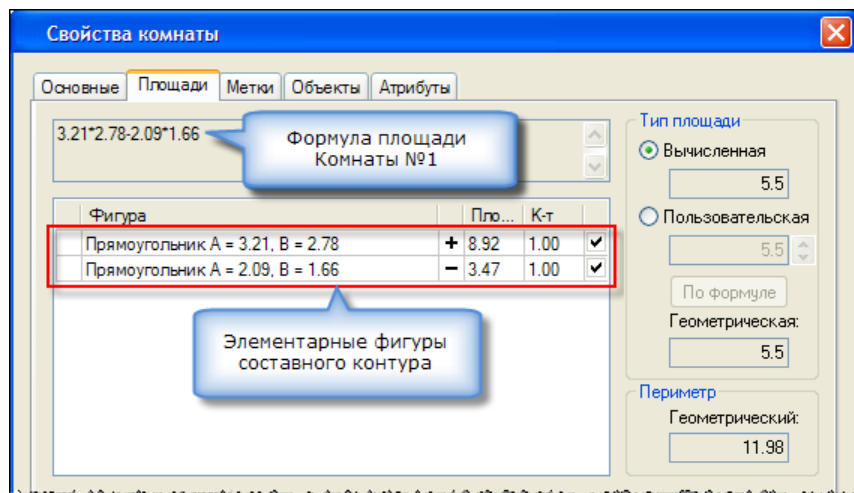 Свойства комнаты
Основные Площади Метки Объекты Атрибуты
3.21*2.78-2.09*1.66
Формула площади
Комнаты №1
Фигура Пло... К-т
Прямоугольник A = 3.21, B = 2.78 + 8.92 1.00
Прямоугольник A = 2.09, B = 1.66 − 3.47 1.00
Элементарные фигуры
составного контура
Тип площади
Вычисленная
5.5
Пользовательская
5.5
По формуле
Геометрическая:
5.5
Периметр
Геометрический:
11.98